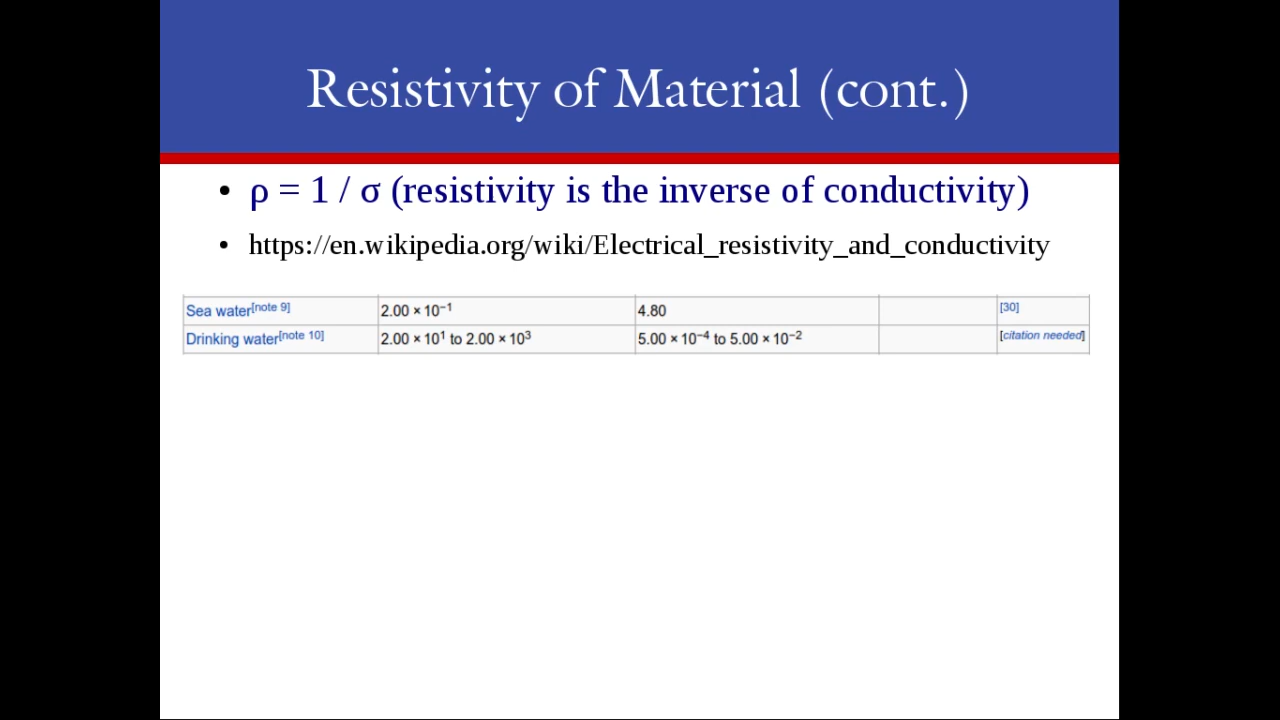 Resistivity of Material (cont.)
• ρ = 1 / σ (resistivity is the inverse of conductivity)
• https://en.wikipedia.org/wiki/Electrical_resistivity_and_conductivity
Sea water[note 9] 2.00 × 10⁻¹ 4.80 [30]
Drinking water[note 10] 2.00 × 10¹ to 2.00 × 10³ 5.00 × 10⁻⁴ to 5.00 × 10⁻² [citation needed]